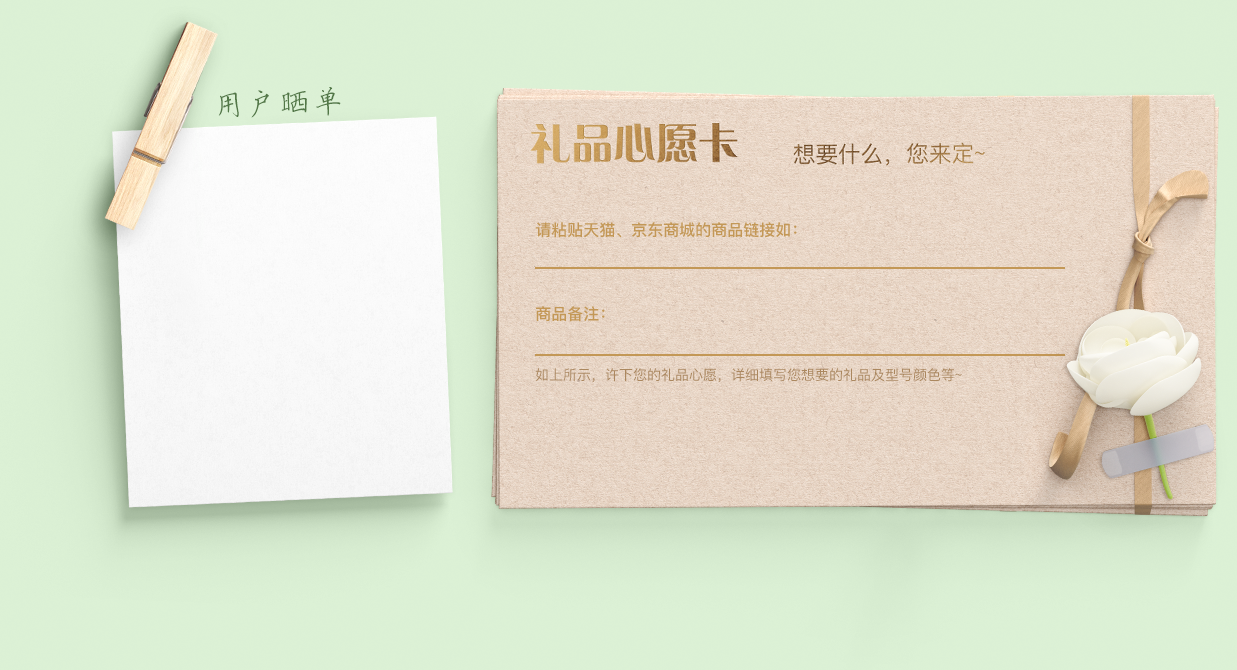 用户晒单
礼品心愿卡
想要什么，您来定~
请粘贴天猫、京东商城的商品链接如：
商品备注：
如上所示，许下您的礼品心愿，详细填写您想要的礼品及型号颜色等~